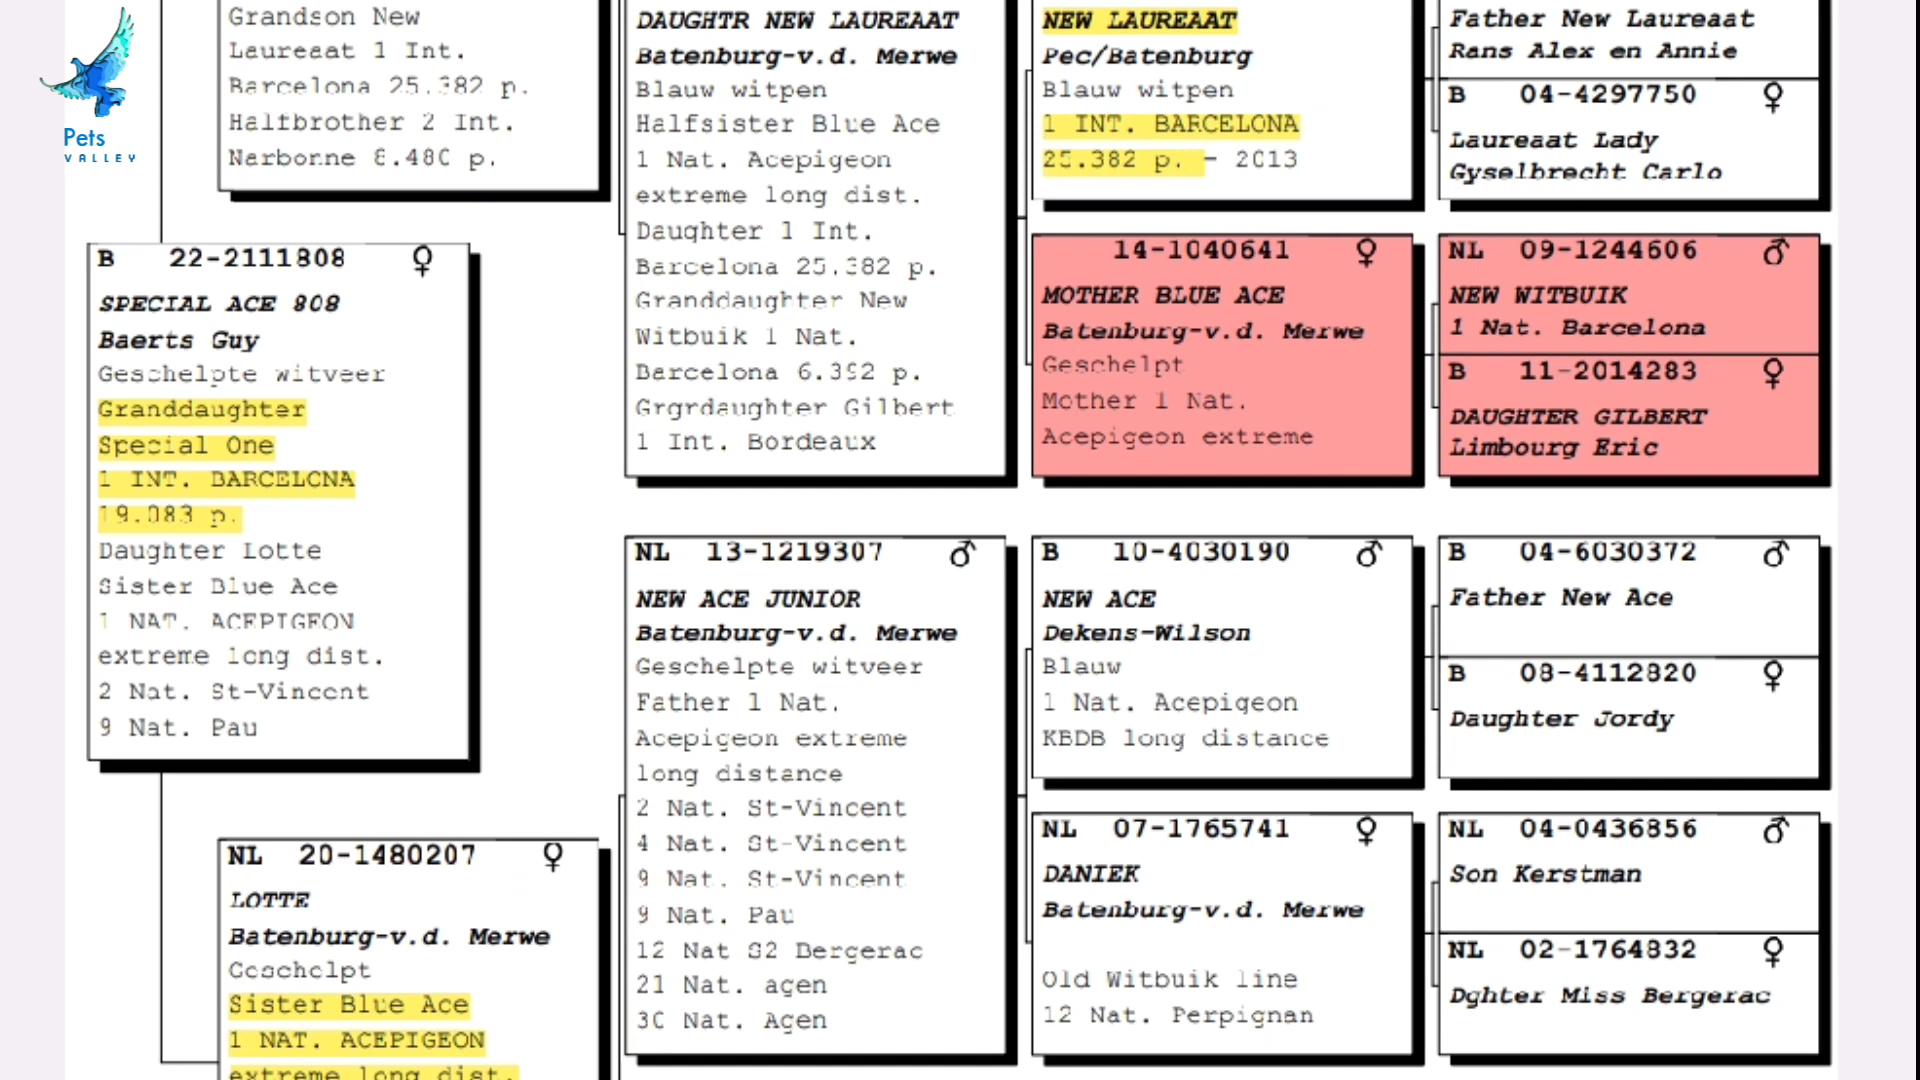 Pets
VALLEY
Grandson New
Laureaat 1 Int.
Barcelona 25.382 p.
Halfbrother 2 Int.
Narbonne 8.480 p.
B 22-2111808 ♀
SPECIAL ACE 808
Baerts Guy
Geschelpte witveer
Granddaughter
Special One
1 INT. BARCELONA
19.083 p.
Daughter Lotte
Sister Blue Ace
1 NAT. ACEPIGEON
extreme long dist.
2 Nat. St-Vincent
9 Nat. Pau
NL 20-1480207 ♀
LOTTE
Batenburg-v.d. Merwe
Geschelpt
Sister Blue Ace
1 NAT. ACEPIGEON
extreme long dist.
DAUGHTR NEW LAUREAAT
Batenburg-v.d. Merwe
Blauw witpen
Halfsister Blue Ace
1 Nat. Acepigeon
extreme long dist.
Daughter 1 Int.
Barcelona 25.382 p.
Granddaughter New
Witbuik 1 Nat.
Barcelona 6.392 p.
Grgrdaughter Gilbert
1 Int. Bordeaux
NL 13-1219307 ♂
NEW ACE JUNIOR
Batenburg-v.d. Merwe
Geschelpte witveer
Father 1 Nat.
Acepigeon extreme
long distance
2 Nat. St-Vincent
4 Nat. St-Vincent
9 Nat. St-Vincent
9 Nat. Pau
12 Nat S2 Bergerac
21 Nat. agen
30 Nat. Agen
NEW LAUREAAT
Pec/Batenburg
Blauw witpen
1 INT. BARCELONA
25.382 p. - 2013
14-1040641 ♀
MOTHER BLUE ACE
Batenburg-v.d. Merwe
Geschelpt
Mother 1 Nat.
Acepigeon extreme
B 10-4030190 ♂
NEW ACE
Dekens-Wilson
Blauw
1 Nat. Acepigeon
KBDB long distance
NL 07-1765741 ♀
DANIEK
Batenburg-v.d. Merwe
Old Witbuik line
12 Nat. Perpignan
Father New Laureaat
Rans Alex en Annie
B 04-4297750 ♀
Laureaat Lady
Gyselbrecht Carlo
NL 09-1244606 ♂
NEW WITBUIK
1 Nat. Barcelona
B 11-2014283 ♀
DAUGHTER GILBERT
Limbourg Eric
B 04-6030372 ♂
Father New Ace
B 08-4112820 ♀
Daughter Jordy
NL 04-0436856 ♂
Son Kerstman
NL 02-1764832 ♀
Dghter Miss Bergerac